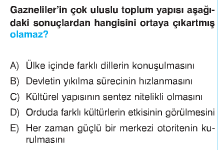 Gazneliler’in çok uluslu toplum yapısı aşağı-
daki sonuçlardan hangisini ortaya çıkartmış
olamaz?
A) Ülke içinde farklı dillerin konuşulmasını
B) Devletin yıkılma sürecinin hızlanmasını
C) Kültürel yapısının sentez nitelikli olmasını
D) Orduda farklı kültürlerin etkisinin görülmesini
E) Her zaman güçlü bir merkezi otoritenin ku-
rulmasını